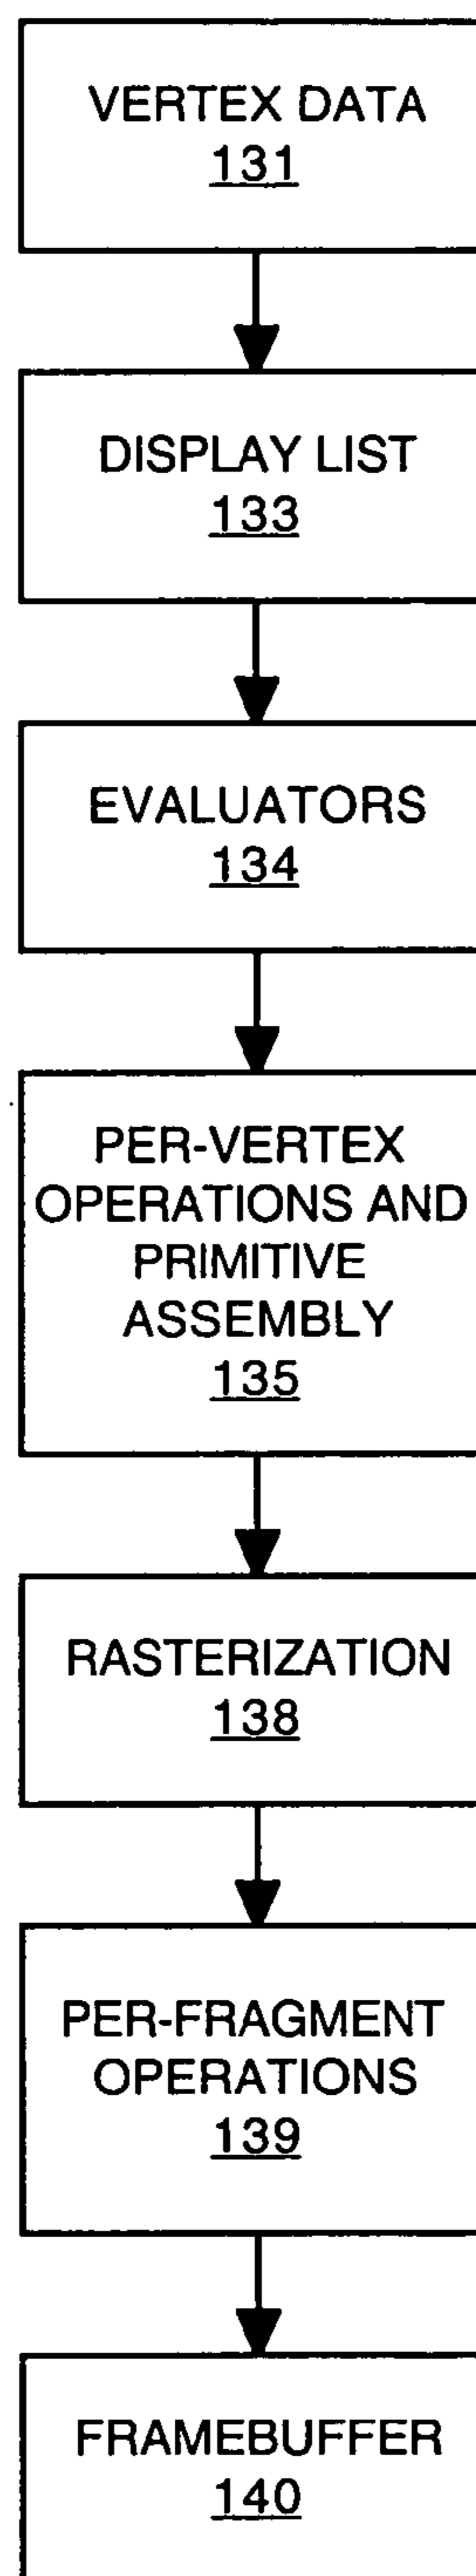 VERTEX DATA
131
DISPLAY LIST
133
EVALUATORS
134
PER-VERTEX
OPERATIONS AND
PRIMITIVE
ASSEMBLY
135
RASTERIZATION
138
PER-FRAGMENT
OPERATIONS
139
FRAMEBUFFER
140